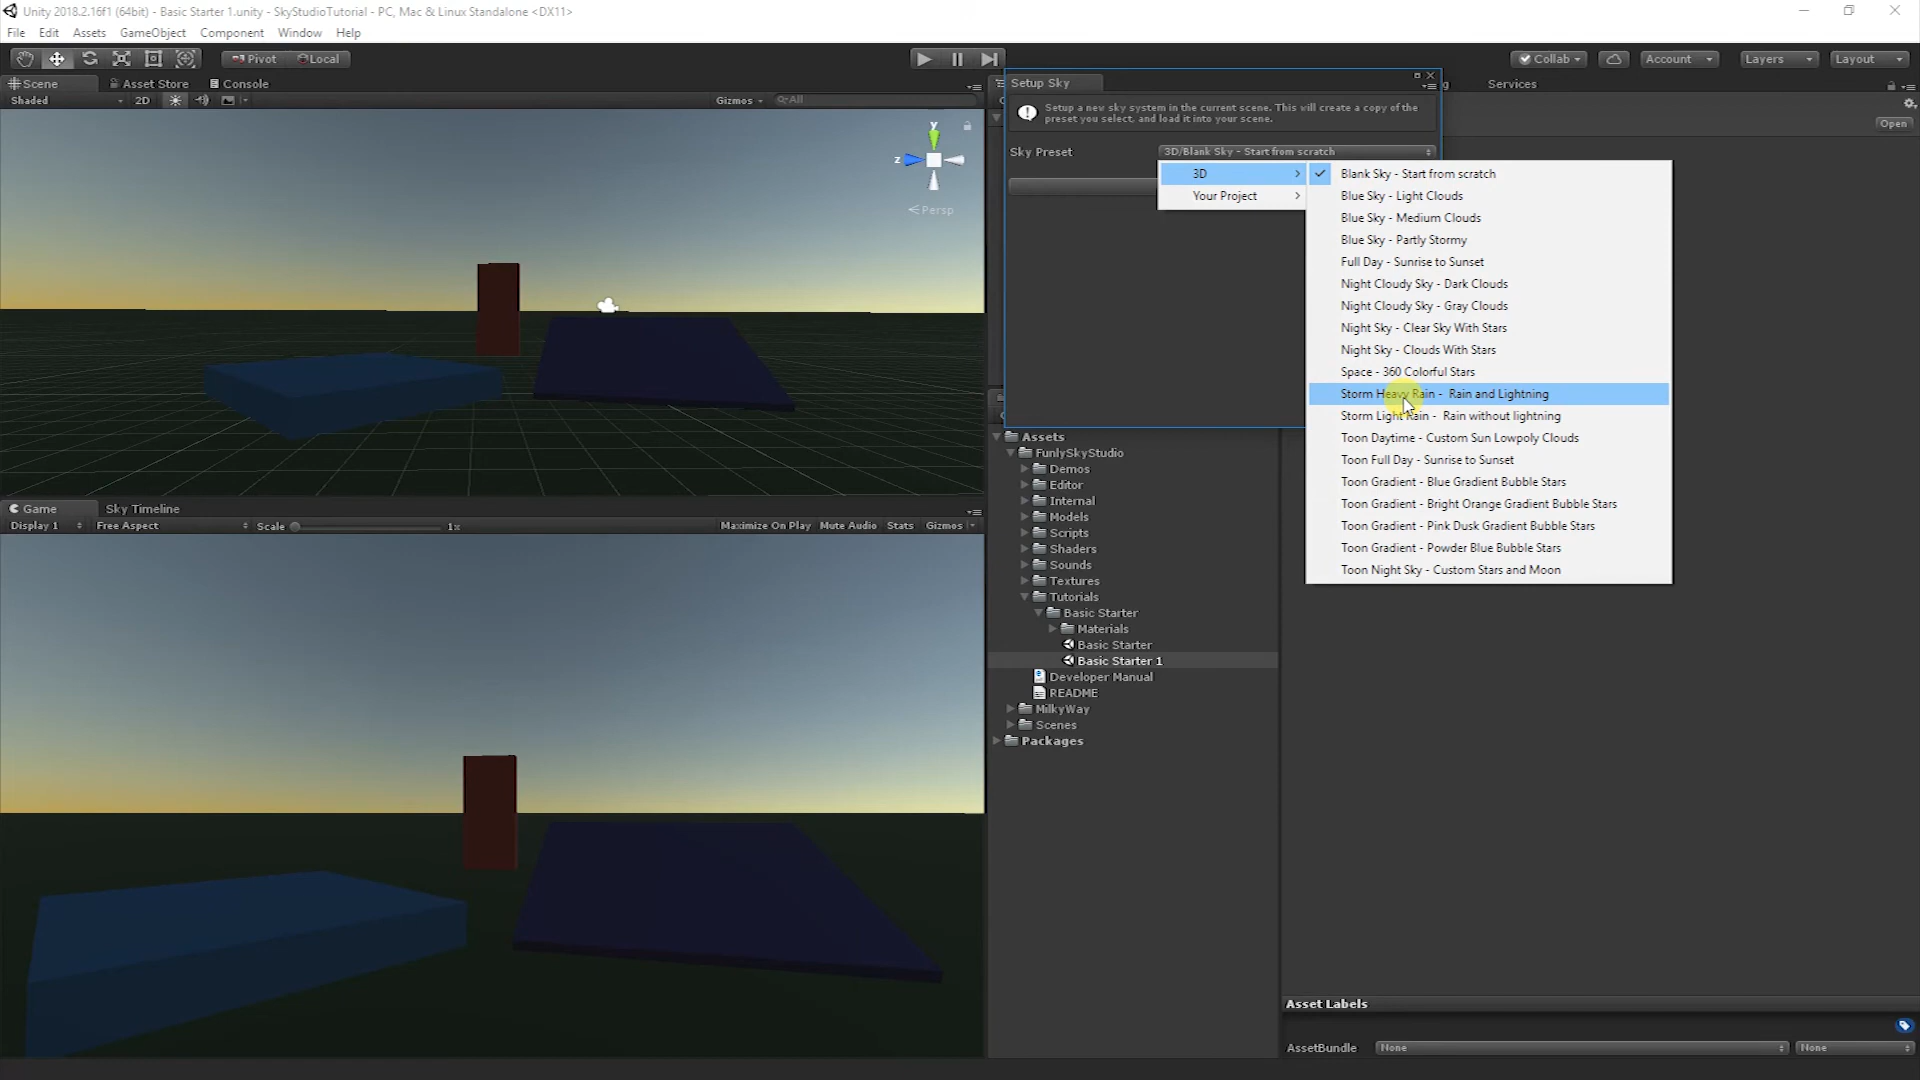 Unity 2018.2.16f1 (64bit) - Basic Starter 1.unity - SkyStudioTutorial - PC, Mac & Linux Standalone <DX11>
File Edit Assets GameObject Component Window Help
Pivot Local Collab Account Layers Layout
Scene Asset Store Console Setup Sky Services
Shaded 2D Gizmos All
Setup a new sky system in the current scene. This will create a copy of the
preset you select, and load it into your scene.
Open
y
z
Persp
Sky Preset 3D/Blank Sky - Start from scratch
3D
Your Project
Blank Sky - Start from scratch
Blue Sky - Light Clouds
Blue Sky - Medium Clouds
Blue Sky - Partly Stormy
Full Day - Sunrise to Sunset
Night Cloudy Sky - Dark Clouds
Night Cloudy Sky - Gray Clouds
Night Sky - Clear Sky With Stars
Night Sky - Clouds With Stars
Space - 360 Colorful Stars
Storm Heavy Rain - Rain and Lightning
Storm Light Rain - Rain without lightning
Toon Daytime - Custom Sun Lowpoly Clouds
Toon Full Day - Sunrise to Sunset
Toon Gradient - Blue Gradient Bubble Stars
Toon Gradient - Bright Orange Gradient Bubble Stars
Toon Gradient - Pink Dusk Gradient Bubble Stars
Toon Gradient - Powder Blue Bubble Stars
Toon Night Sky - Custom Stars and Moon
Assets
FunlySkyStudio
Demos
Editor
Internal
Models
Scripts
Shaders
Sounds
Textures
Tutorials
Basic Starter
Materials
Basic Starter
Basic Starter 1
Developer Manual
README
MilkyWay
Scenes
Packages
Game Sky Timeline
Display 1 Free Aspect Scale 1x Maximize On Play Mute Audio Stats Gizmos
Asset Labels
AssetBundle None None